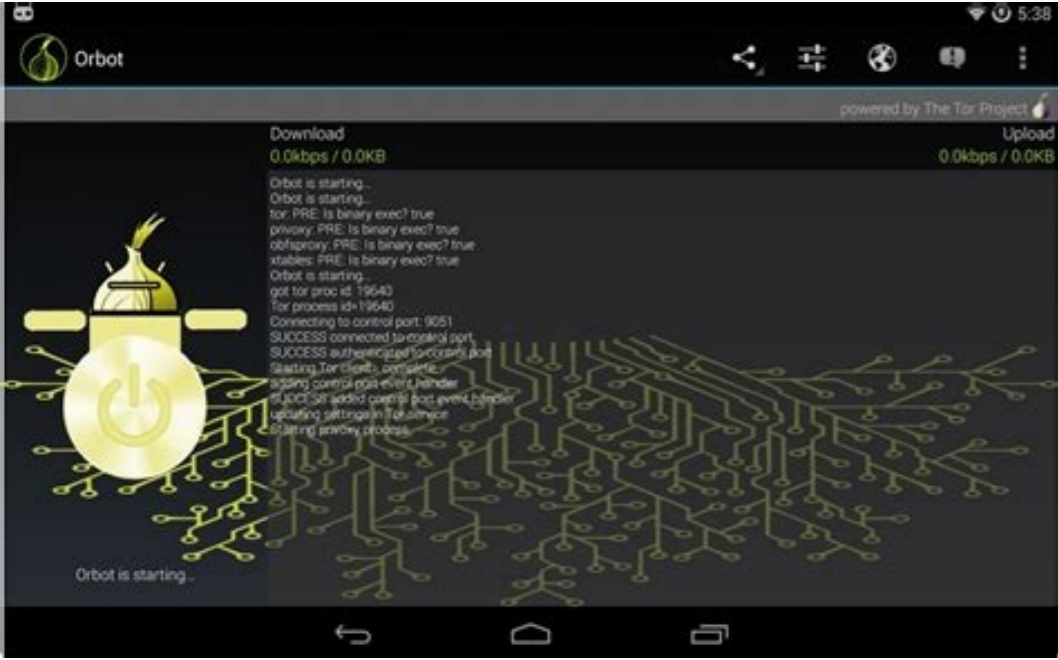 5:38
Orbot
powered by The Tor Project
Download
Upload
0.0kbps / 0.0KB
0.0kbps / 0.0KB
Orbot is starting...
Orbot is starting...
tor: PRE: Is binary exec? true
privoxy: PRE: Is binary exec? true
obfsproxy: PRE: Is binary exec? true
xtables: PRE: Is binary exec? true
Orbot is starting...
got tor proc id: 19640
Tor process id=19640
Connecting to control port: 9051
SUCCESS connected to control port
SUCCESS authenticated to control port
Starting Tor client... complete.
adding control port event handler
SUCCESS added control port event handler
updating settings in Tor service
Starting privoxy process
Orbot is starting...